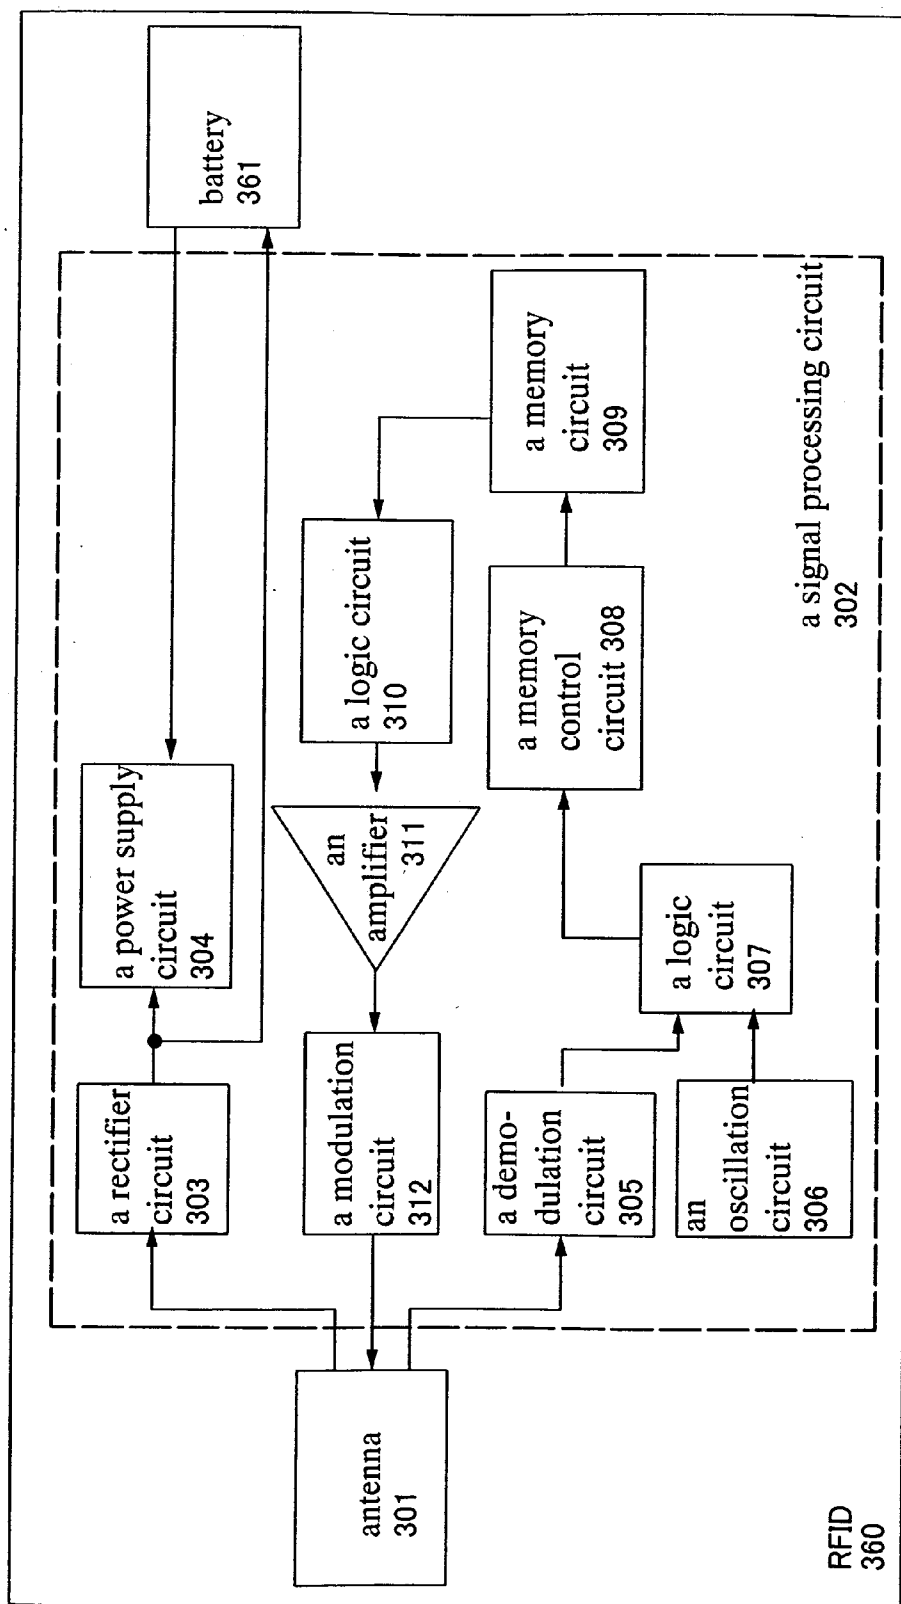 battery
361
a rectifier
circuit
303
a power supply
circuit
304
antenna
301
a modulation
circuit
312
an
amplifier
311
a logic circuit
310
a demo-
dulation
circuit
305
an
oscillation
circuit
306
a logic
circuit
307
a memory
control
circuit 308
a memory
circuit
309
a signal processing circuit
302
RFID
360